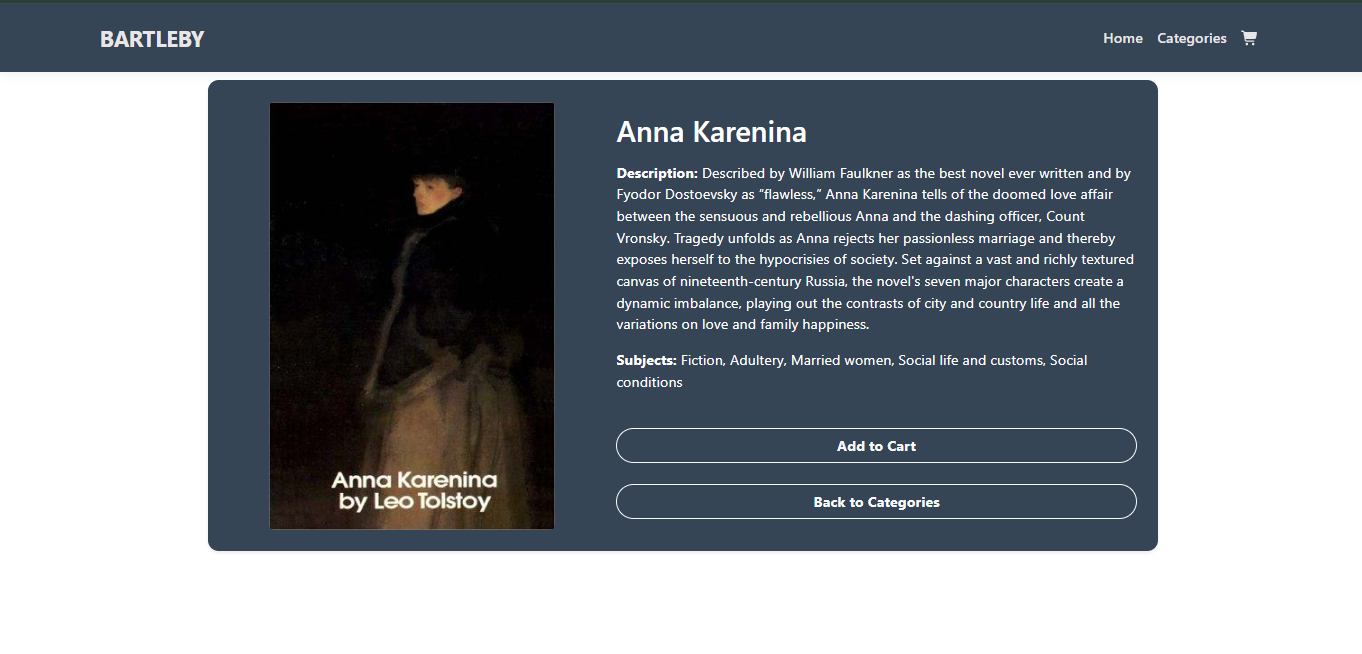 BARTLEBY
Home Categories
Anna Karenina
Description: Described by William Faulkner as the best novel ever written and by
Fyodor Dostoevsky as “flawless,” Anna Karenina tells of the doomed love affair
between the sensuous and rebellious Anna and the dashing officer, Count
Vronsky. Tragedy unfolds as Anna rejects her passionless marriage and thereby
exposes herself to the hypocrisies of society. Set against a vast and richly textured
canvas of nineteenth-century Russia, the novel's seven major characters create a
dynamic imbalance, playing out the contrasts of city and country life and all the
variations on love and family happiness.
Subjects: Fiction, Adultery, Married women, Social life and customs, Social
conditions
Add to Cart
Back to Categories
Anna Karenina
by Leo Tolstoy